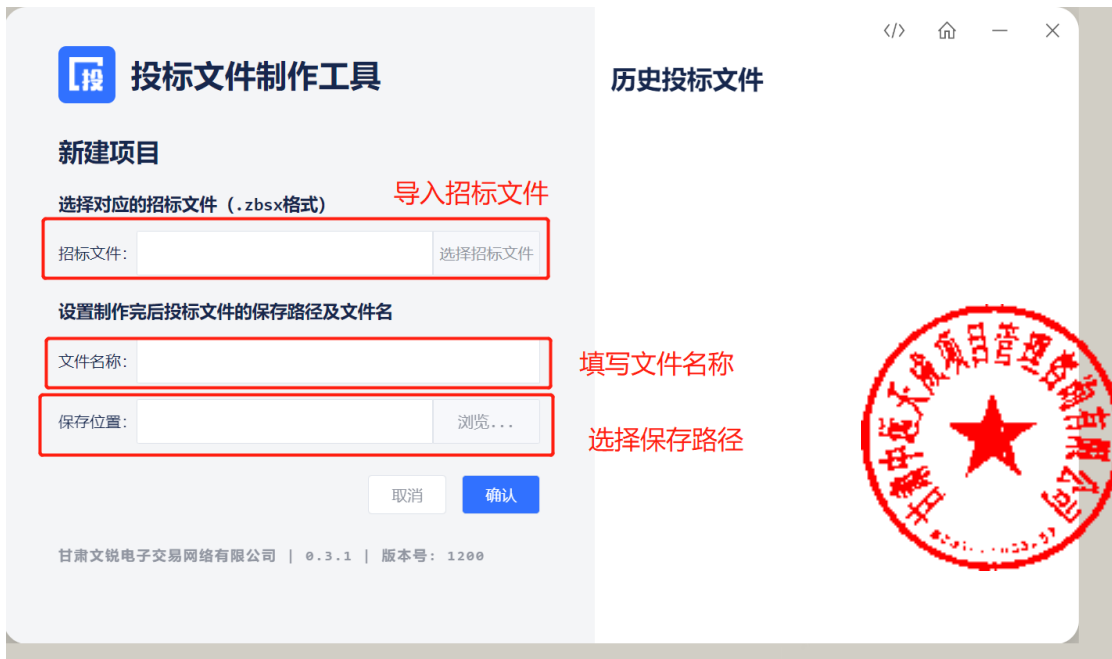 投
投标文件制作工具
历史投标文件
新建项目
导入招标文件
选择对应的招标文件（.zbsx格式）
招标文件:
选择招标文件
设置制作完后投标文件的保存路径及文件名
文件名称:
填写文件名称
保存位置:
浏览...
选择保存路径
取消
确认
甘肃文锐电子交易网络有限公司 | 0.3.1 | 版本号: 1200